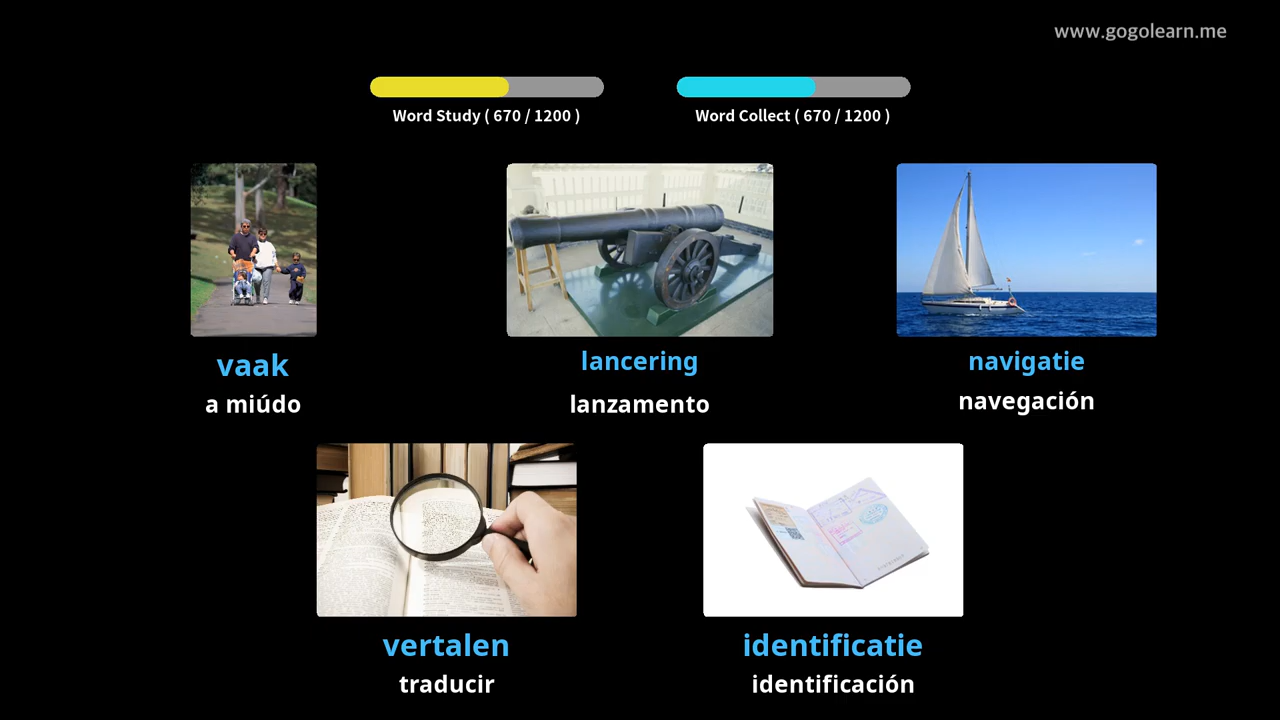 www.gogolearn.me
Word Study ( 670 / 1200 )
Word Collect ( 670 / 1200 )
vaak
a miúdo
lancering
lanzamento
navigatie
navegación
vertalen
traducir
identificatie
identificación